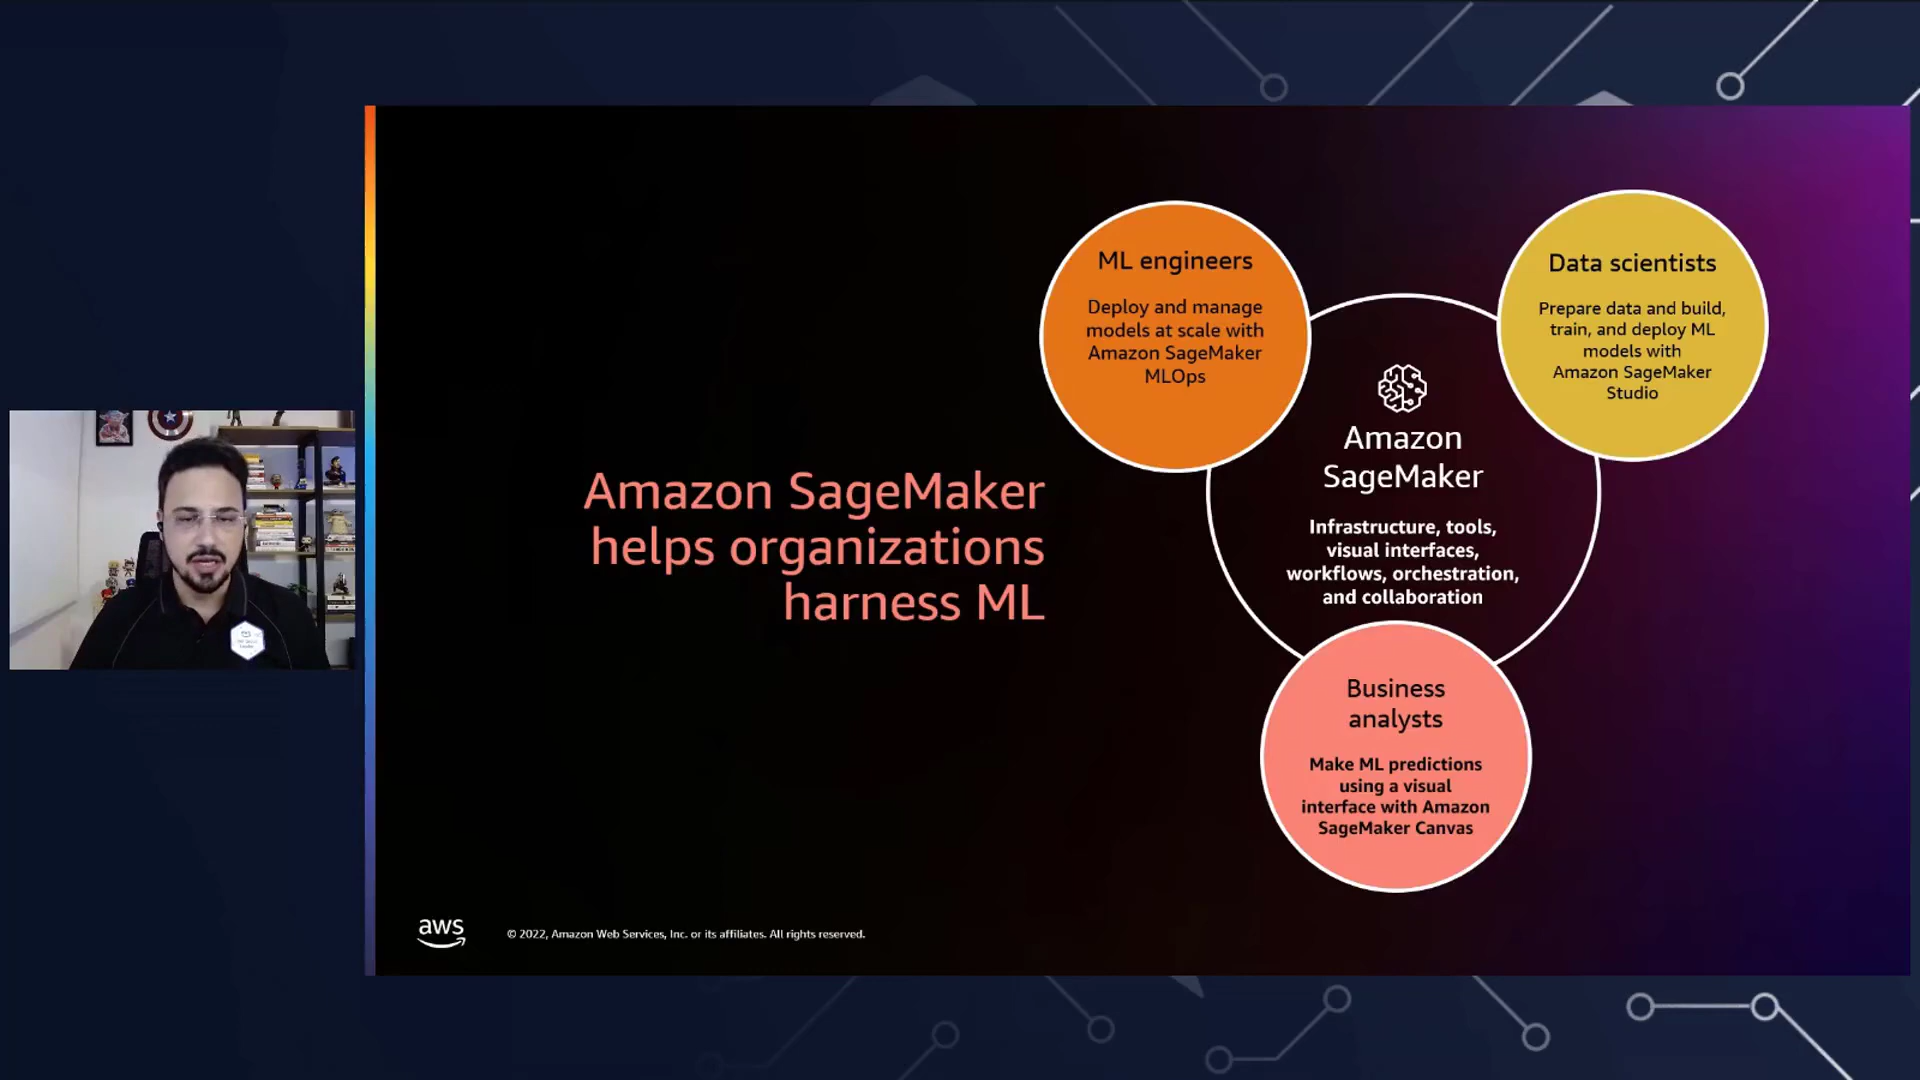 Amazon SageMaker
helps organizations
harness ML
ML engineers
Deploy and manage
models at scale with
Amazon SageMaker
MLOps
Data scientists
Prepare data and build,
train, and deploy ML
models with
Amazon SageMaker
Studio
Amazon
SageMaker
Infrastructure, tools,
visual interfaces,
workflows, orchestration,
and collaboration
Business
analysts
Make ML predictions
using a visual
interface with Amazon
SageMaker Canvas
aws
© 2022, Amazon Web Services, Inc. or its affiliates. All rights reserved.